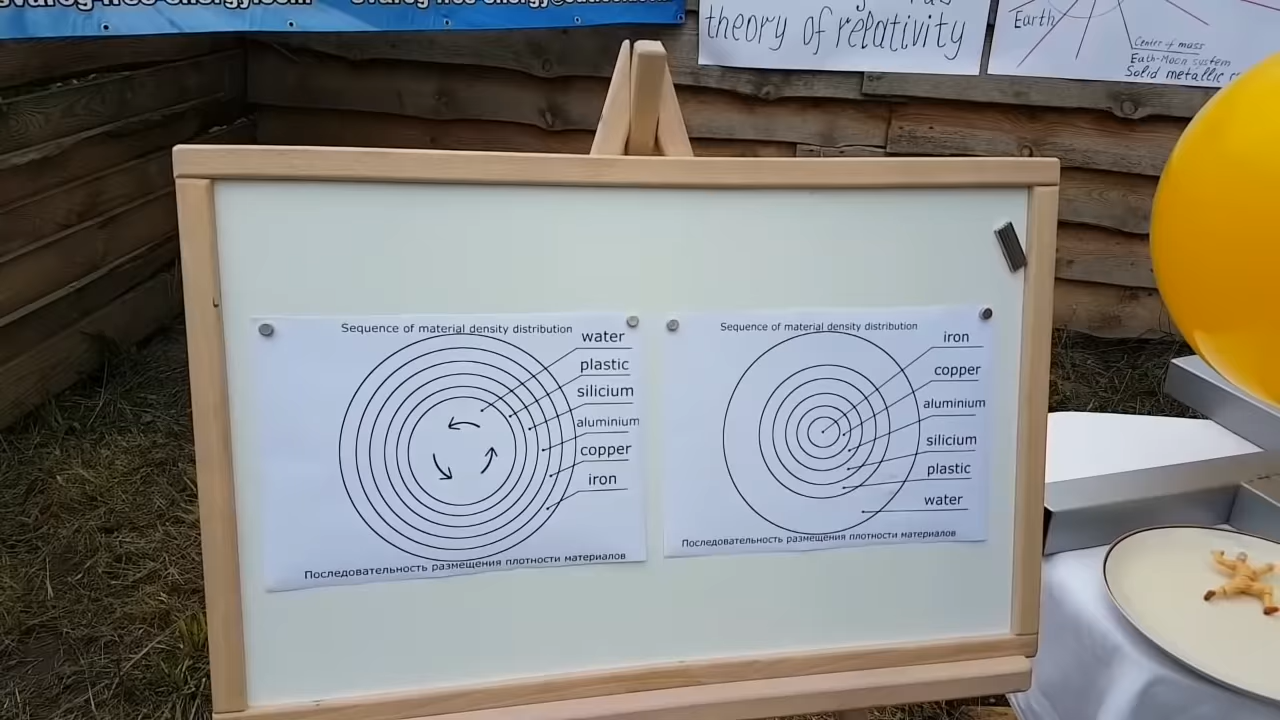 theory of relativity
Earth
Center of mass
Eath-Moon system
Solid metallic
Sequence of material density distribution
water
plastic
silicium
aluminium
copper
iron
Последовательность размещения плотности материалов
Sequence of material density distribution
iron
copper
aluminium
silicium
plastic
water
Последовательность размещения плотности материалов